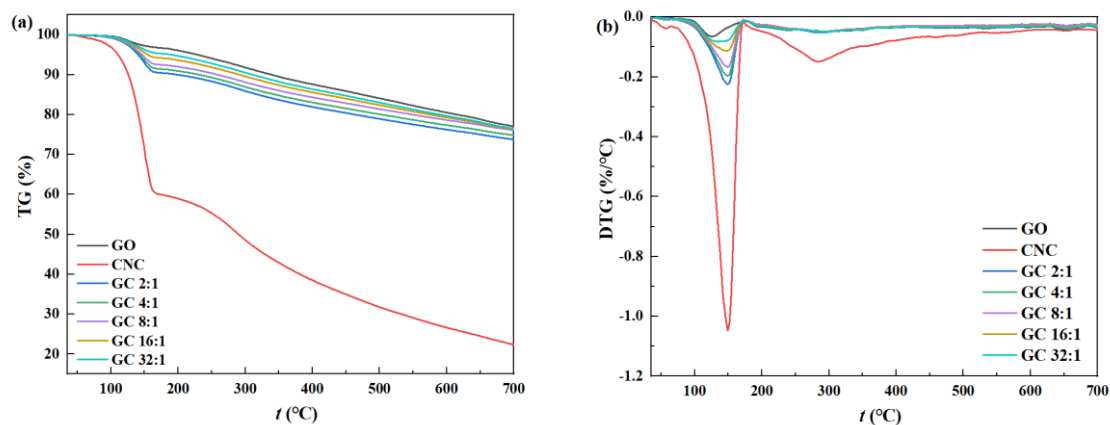 (a)
100
90
80
70
60
50
40
30
20
TG (%)
GO
CNC
GC 2:1
GC 4:1
GC 8:1
GC 16:1
GC 32:1
100
200
300
400
500
600
700
t (°C)
(b)
0.0
-0.2
-0.4
-0.6
-0.8
-1.0
-1.2
DTG (%/°C)
GO
CNC
GC 2:1
GC 4:1
GC 8:1
GC 16:1
GC 32:1
100
200
300
400
500
600
700
t (°C)